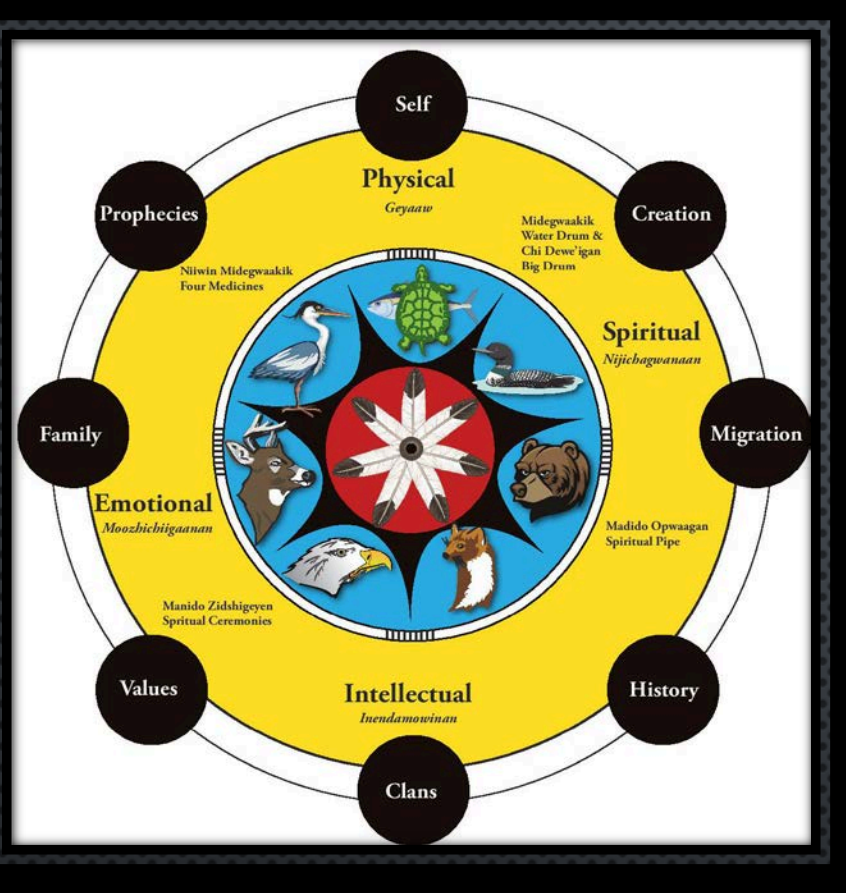 Self
Physical
Geyaaw
Prophecies
Creation
Midegwaakik
Water Drum &
Chi Dewe'igan
Big Drum
Niiwin Midegwaakik
Four Medicines
Spiritual
Nijichagwanaan
Family
Migration
Emotional
Moozhichiigaanan
Madido Opwaagan
Spiritual Pipe
Manido Zidshigeyen
Spritual Ceremonies
Values
Intellectual
Inendamowinan
History
Clans